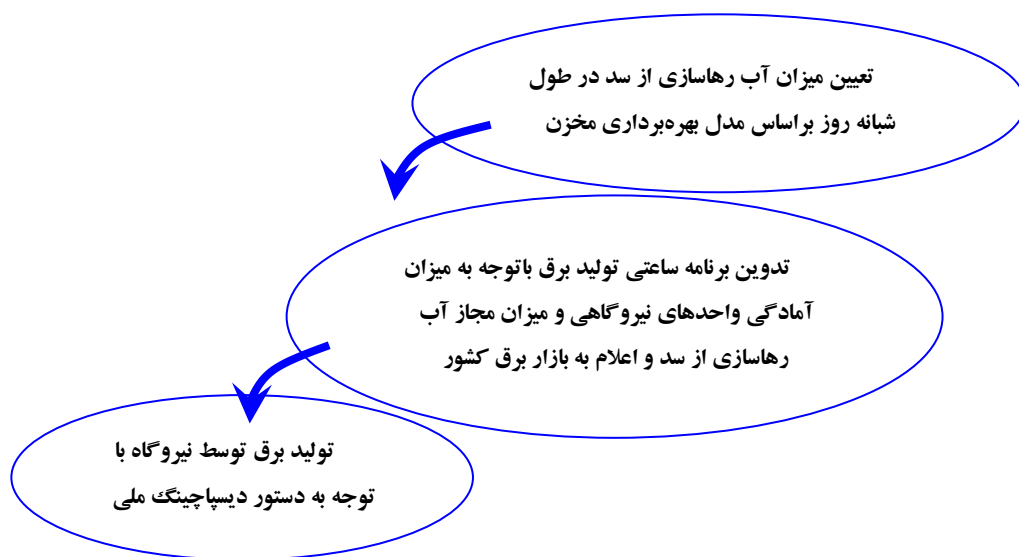 تعیین میزان آب رهاسازی از سد در طول
شبانه روز براساس مدل بهره‌برداری مخزن
تدوین برنامه ساعتی تولید برق باتوجه به میزان
آمادگی واحدهای نیروگاهی و میزان مجاز آب
رهاسازی از سد و اعلام به بازار برق کشور
تولید برق توسط نیروگاه با
توجه به دستور دیسپاچینگ ملی